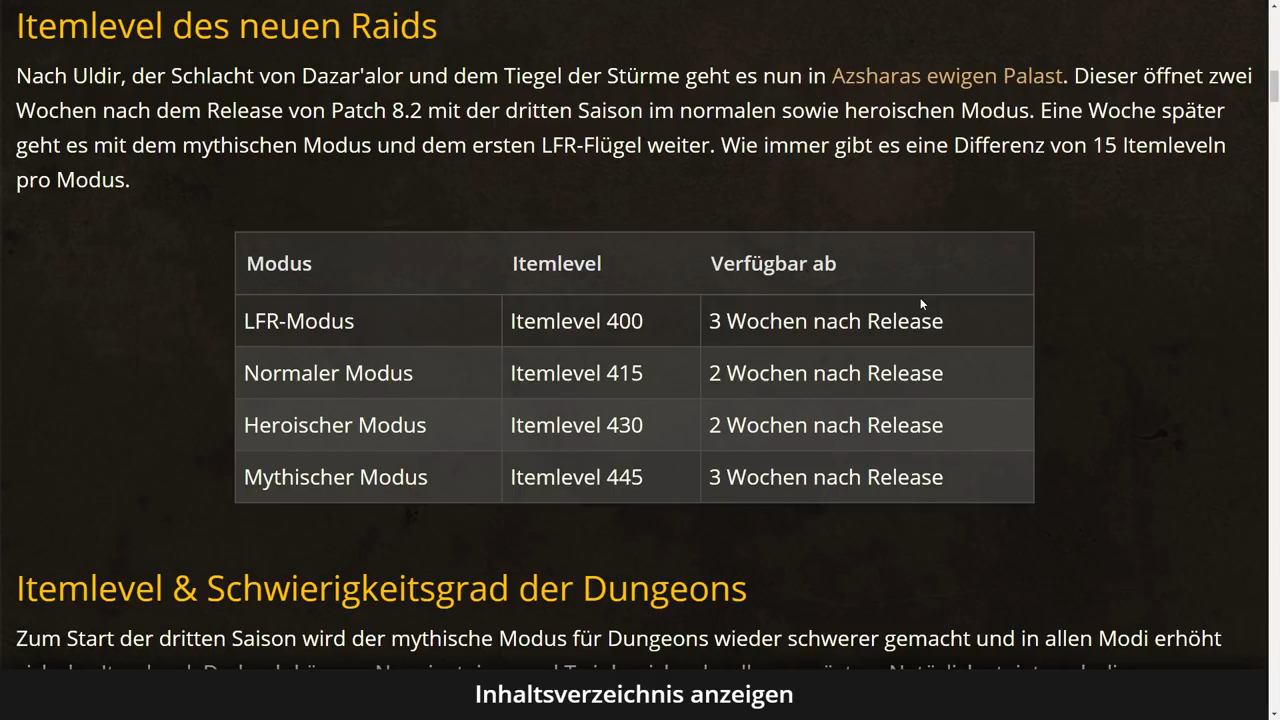 Itemlevel des neuen Raids
Nach Uldir, der Schlacht von Dazar'alor und dem Tiegel der Stürme geht es nun in Azsharas ewigen Palast. Dieser öffnet zwei
Wochen nach dem Release von Patch 8.2 mit der dritten Saison im normalen sowie heroischen Modus. Eine Woche später
geht es mit dem mythischen Modus und dem ersten LFR-Flügel weiter. Wie immer gibt es eine Differenz von 15 Itemleveln
pro Modus.
Modus Itemlevel Verfügbar ab
LFR-Modus Itemlevel 400 3 Wochen nach Release
Normaler Modus Itemlevel 415 2 Wochen nach Release
Heroischer Modus Itemlevel 430 2 Wochen nach Release
Mythischer Modus Itemlevel 445 3 Wochen nach Release
Itemlevel & Schwierigkeitsgrad der Dungeons
Zum Start der dritten Saison wird der mythische Modus für Dungeons wieder schwerer gemacht und in allen Modi erhöht
Inhaltsverzeichnis anzeigen